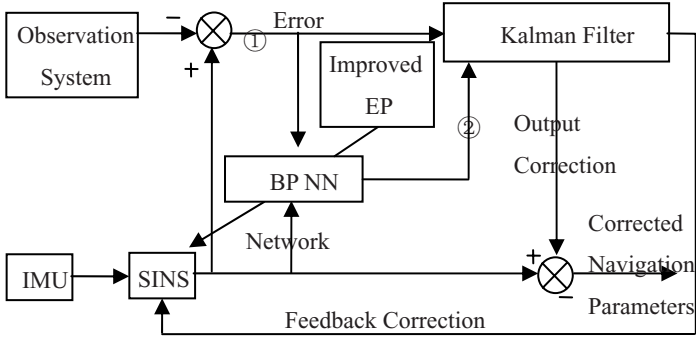 Observation
System
−
+
①
Error
Kalman Filter
Improved
EP
②
Output
Correction
BP NN
Network
IMU
SINS
+
−
Corrected
Navigation
Parameters
Feedback Correction